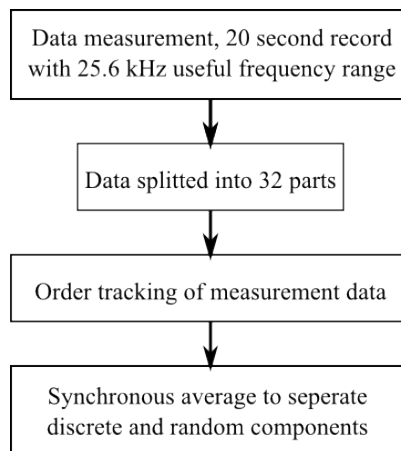 Data measurement, 20 second record
with 25.6 kHz useful frequency range
Data splitted into 32 parts
Order tracking of measurement data
Synchronous average to seperate
discrete and random components